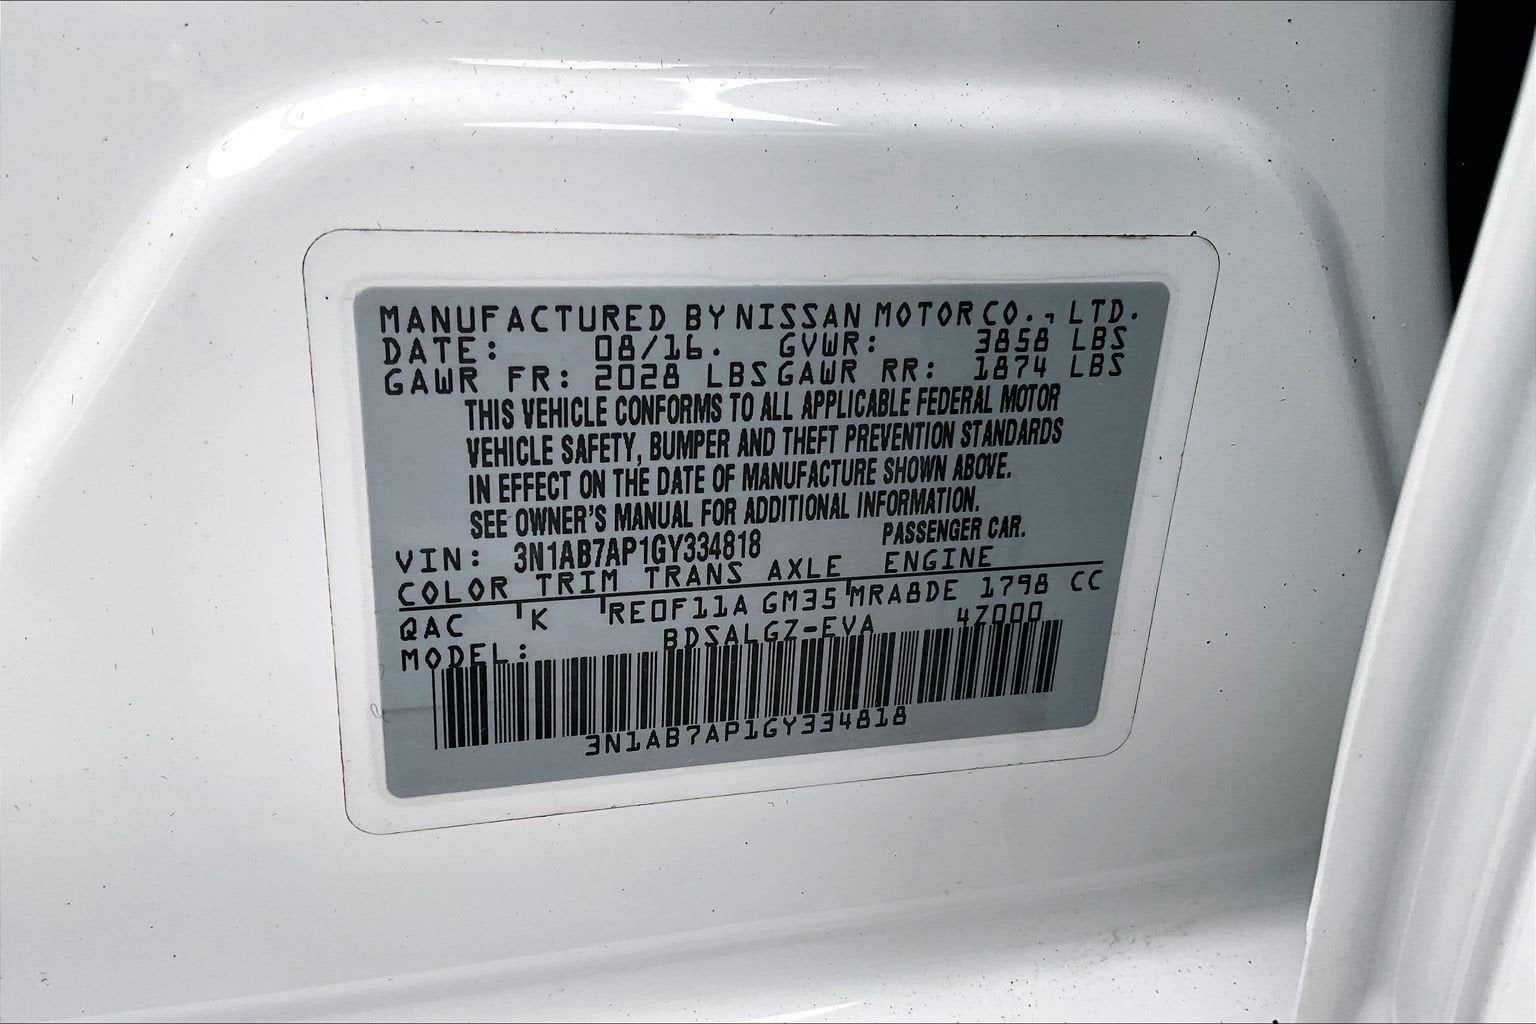 MANUFACTURED BY NISSAN MOTOR CO., LTD.
DATE: 08/16. GVWR: 3858 LBS
GAWR FR: 2028 LBS GAWR RR: 1874 LBS
THIS VEHICLE CONFORMS TO ALL APPLICABLE FEDERAL MOTOR
VEHICLE SAFETY, BUMPER AND THEFT PREVENTION STANDARDS
IN EFFECT ON THE DATE OF MANUFACTURE SHOWN ABOVE.
SEE OWNER'S MANUAL FOR ADDITIONAL INFORMATION.
VIN: 3N1AB7AP1GY334818 PASSENGER CAR.
COLOR TRIM TRANS AXLE ENGINE
QAC K RE0F11A GM35 MRA8DE 1798 CC
MODEL: BDSALGZ-EVA 4Z000
3N1AB7AP1GY334818